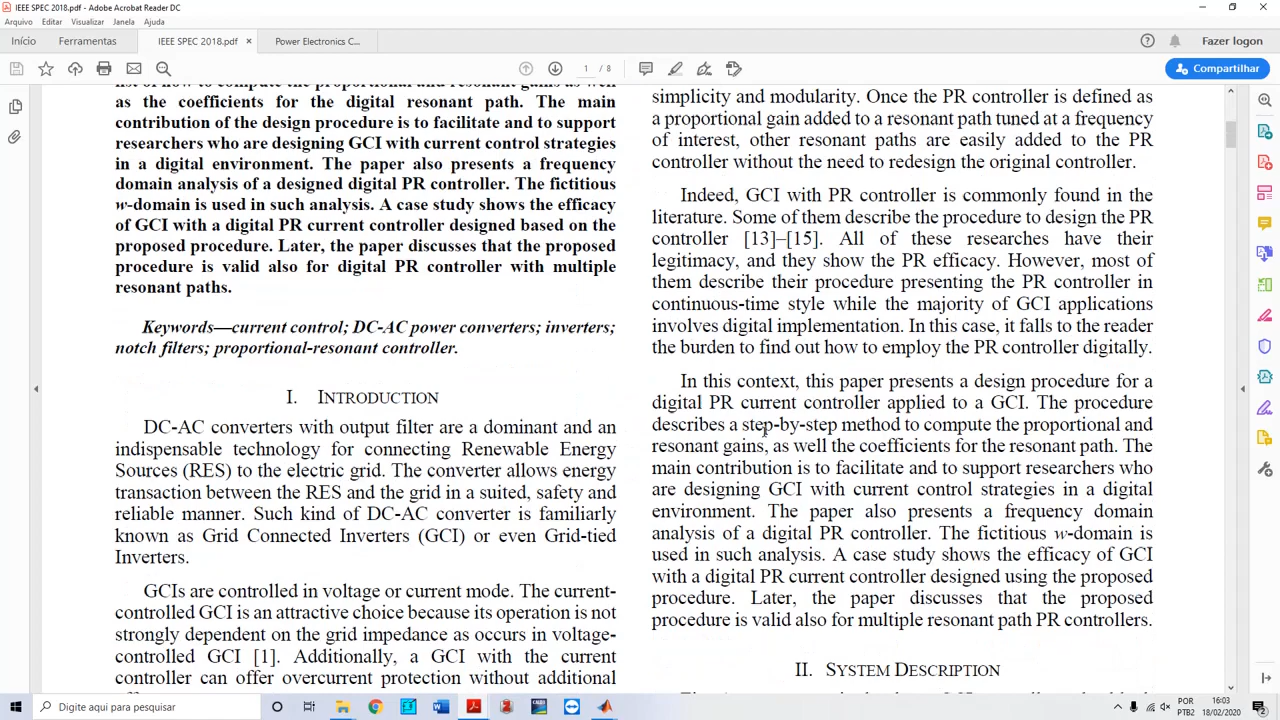 IEEE SPEC 2018.pdf - Adobe Acrobat Reader DC
Arquivo Editar Visualizar Janela Ajuda
Início Ferramentas IEEE SPEC 2018.pdf × Power Electronics C... Fazer logon
1 / 8 Compartilhar
as the coefficients for the digital resonant path. The main
contribution of the design procedure is to facilitate and to support
researchers who are designing GCI with current control strategies
in a digital environment. The paper also presents a frequency
domain analysis of a designed digital PR controller. The fictitious
w-domain is used in such analysis. A case study shows the efficacy
of GCI with a digital PR current controller designed based on the
proposed procedure. Later, the paper discusses that the proposed
procedure is valid also for digital PR controller with multiple
resonant paths.
Keywords—current control; DC-AC power converters; inverters;
notch filters; proportional-resonant controller.
I. INTRODUCTION
DC-AC converters with output filter are a dominant and an
indispensable technology for connecting Renewable Energy
Sources (RES) to the electric grid. The converter allows energy
transaction between the RES and the grid in a suited, safety and
reliable manner. Such kind of DC-AC converter is familiarly
known as Grid Connected Inverters (GCI) or even Grid-tied
Inverters.
GCIs are controlled in voltage or current mode. The current-
controlled GCI is an attractive choice because its operation is not
strongly dependent on the grid impedance as occurs in voltage-
controlled GCI [1]. Additionally, a GCI with the current
controller can offer overcurrent protection without additional
simplicity and modularity. Once the PR controller is defined as
a proportional gain added to a resonant path tuned at a frequency
of interest, other resonant paths are easily added to the PR
controller without the need to redesign the original controller.
Indeed, GCI with PR controller is commonly found in the
literature. Some of them describe the procedure to design the PR
controller [13]–[15]. All of these researches have their
legitimacy, and they show the PR efficacy. However, most of
them describe their procedure presenting the PR controller in
continuous-time style while the majority of GCI applications
involves digital implementation. In this case, it falls to the reader
the burden to find out how to employ the PR controller digitally.
In this context, this paper presents a design procedure for a
digital PR current controller applied to a GCI. The procedure
describes a step-by-step method to compute the proportional and
resonant gains, as well the coefficients for the resonant path. The
main contribution is to facilitate and to support researchers who
are designing GCI with current control strategies in a digital
environment. The paper also presents a frequency domain
analysis of a digital PR controller. The fictitious w-domain is
used in such analysis. A case study shows the efficacy of GCI
with a digital PR current controller designed using the proposed
procedure. Later, the paper discusses that the proposed
procedure is valid also for multiple resonant path PR controllers.
II. SYSTEM DESCRIPTION
Digite aqui para pesquisar
POR 16:03
PTB2 18/02/2020
2